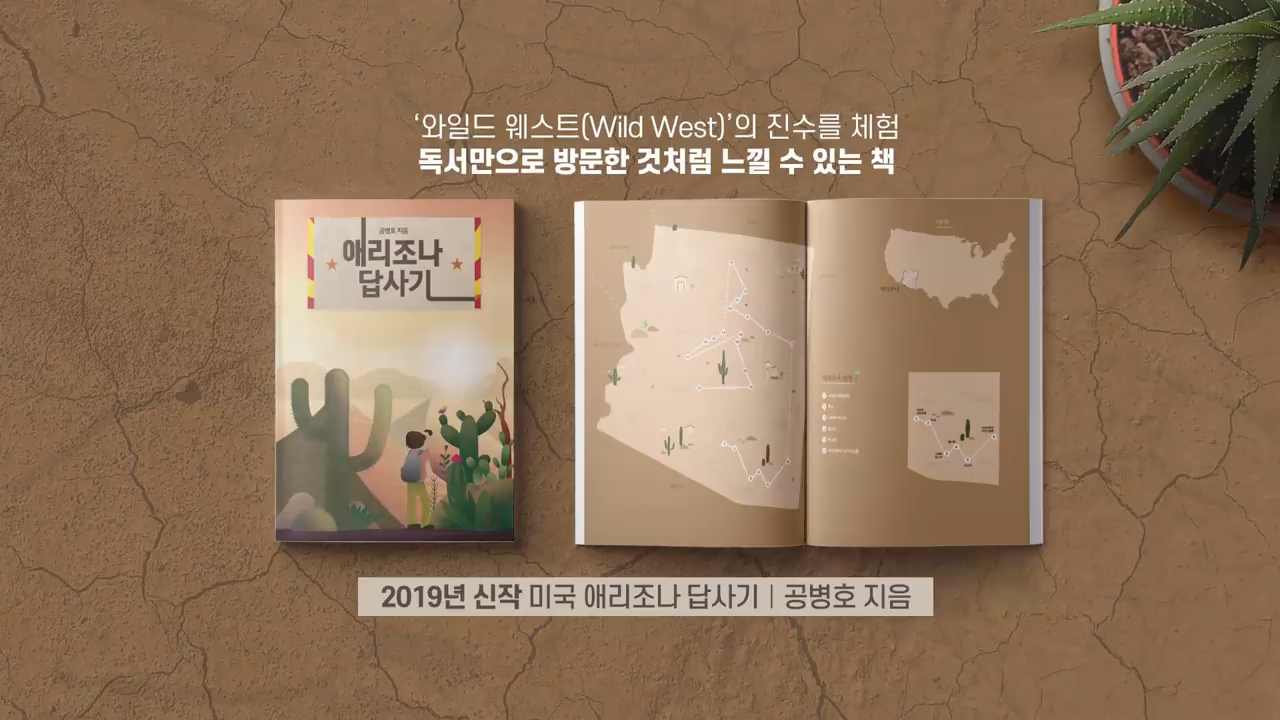 ‘와일드 웨스트(Wild West)’의 진수를 체험
독서만으로 방문한 것처럼 느낄 수 있는 책
공병호 지음
애리조나
답사기
2019년 신작 미국 애리조나 답사기 | 공병호 지음